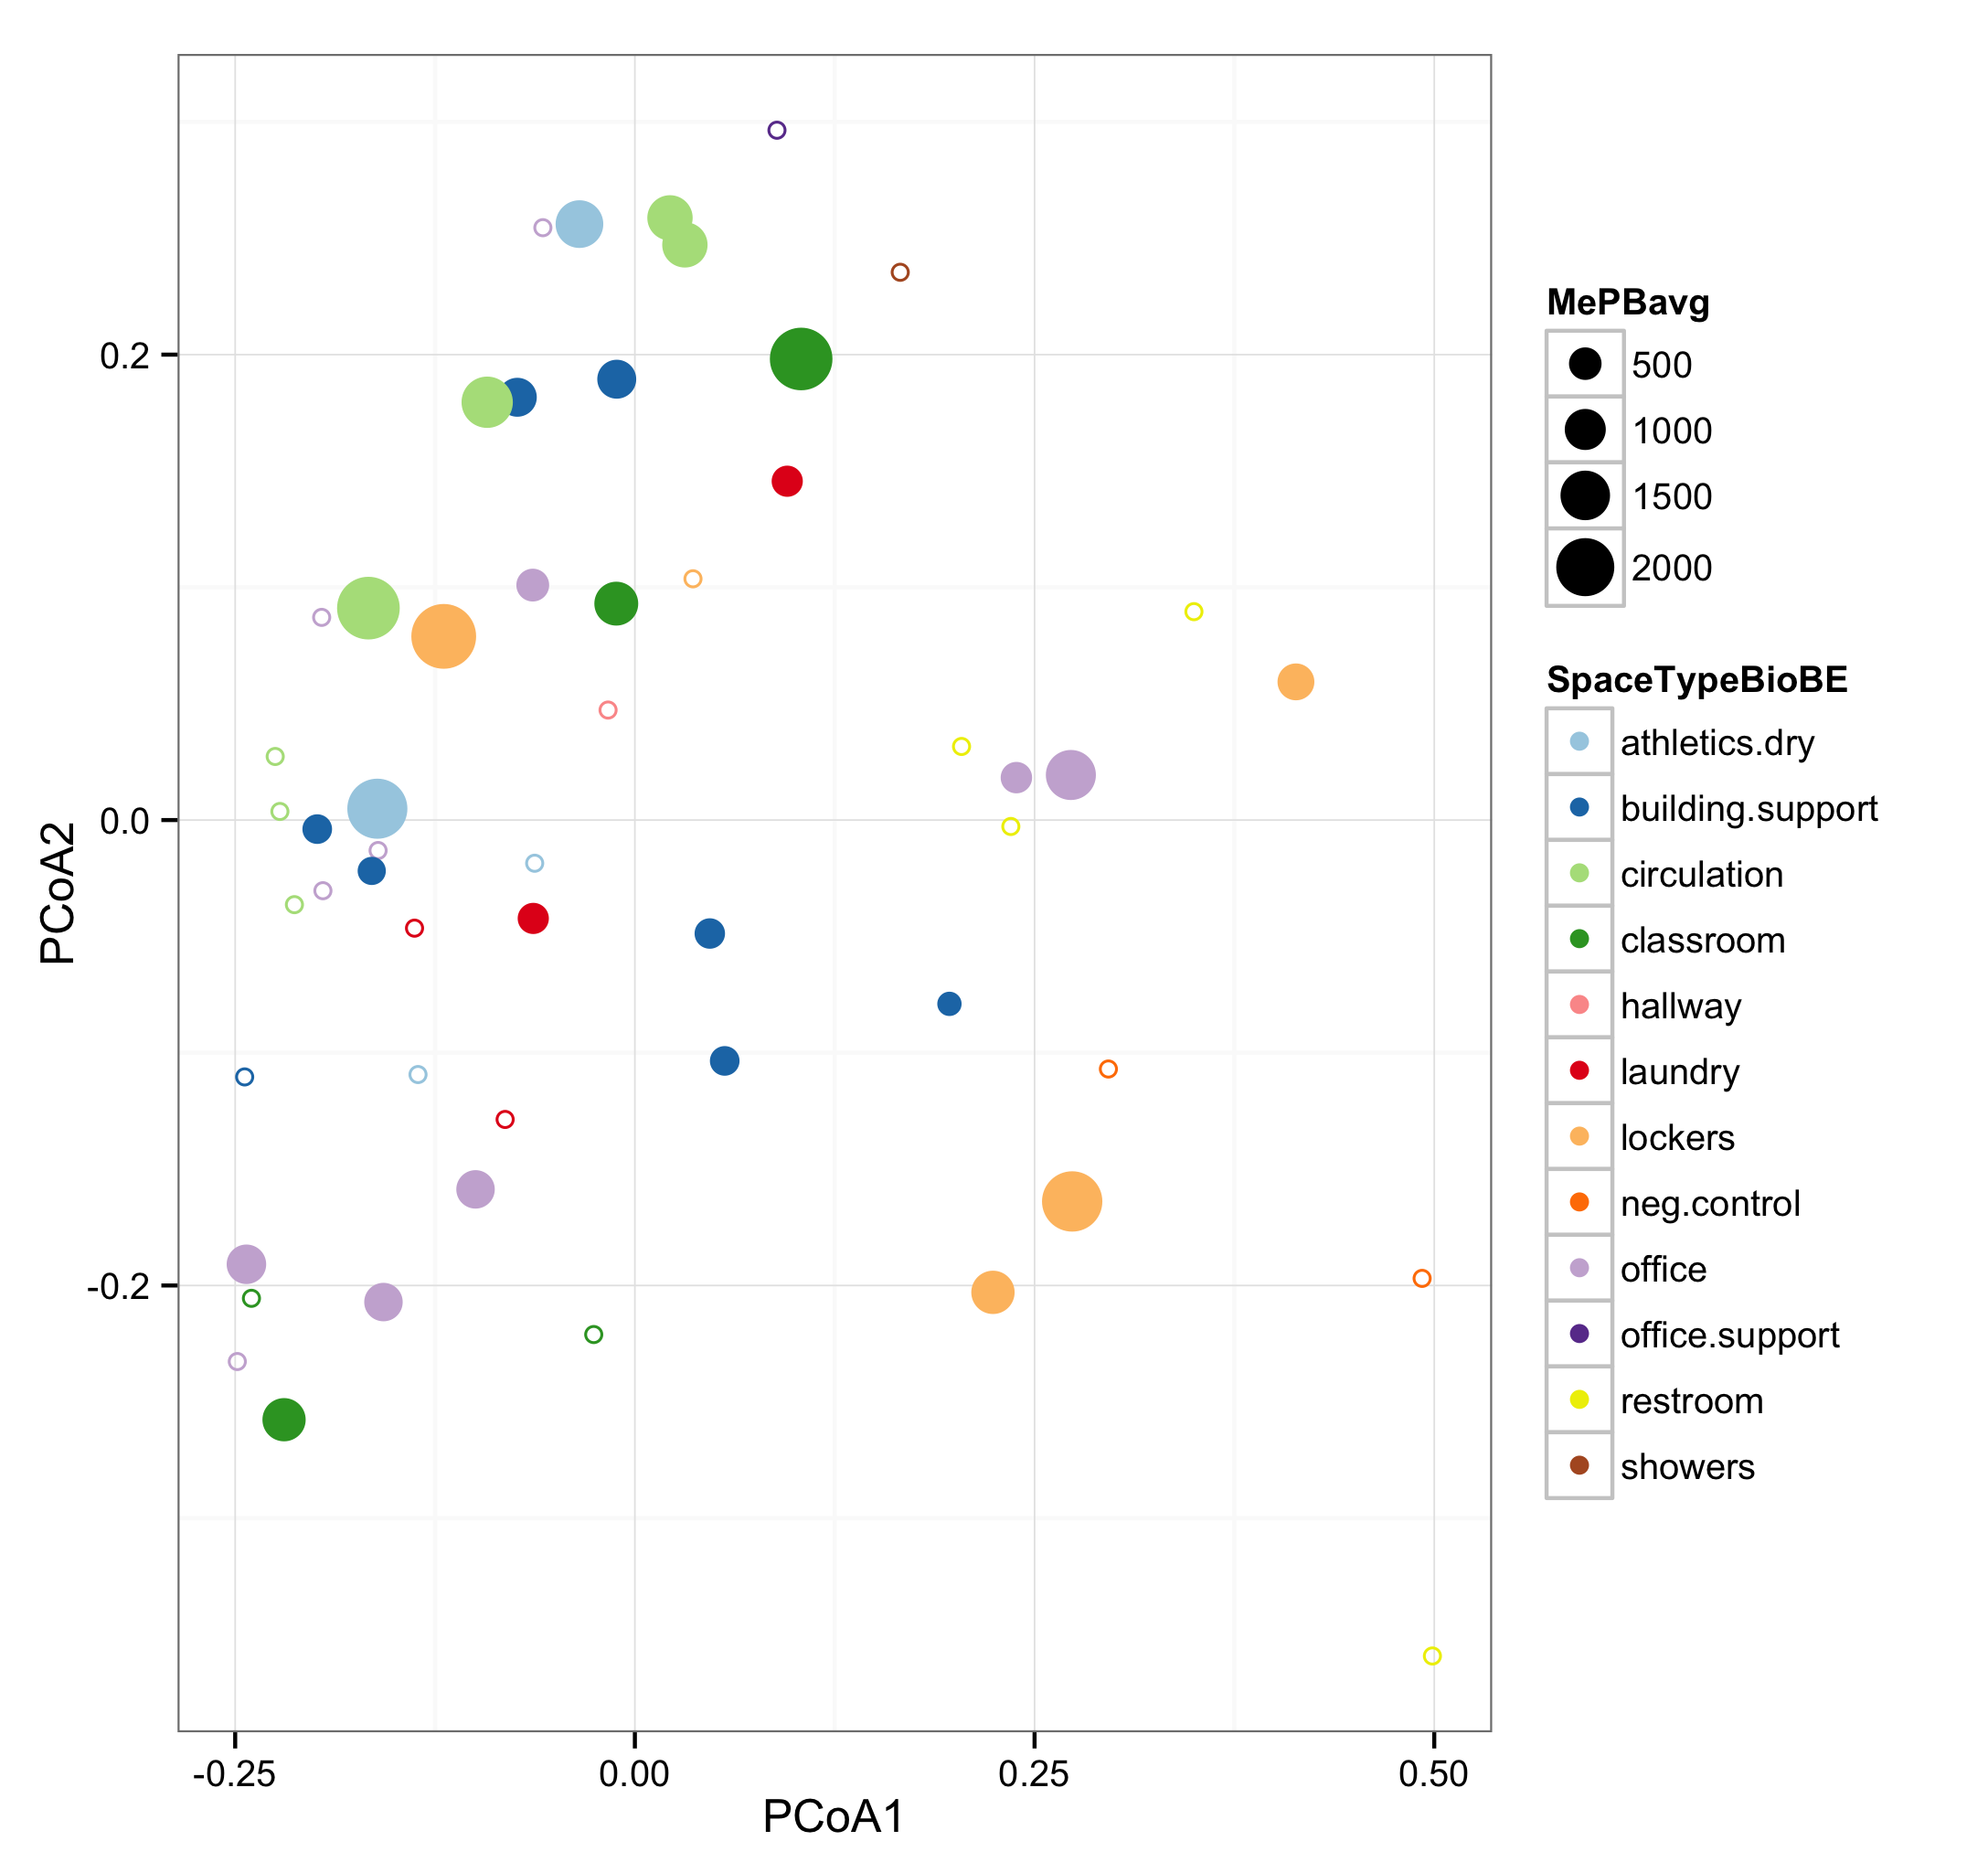 0.2
0.0
-0.2
PCoA2
-0.25
0.00
0.25
0.50
PCoA1
MePBavg
500
1000
1500
2000
SpaceTypeBioBE
athletics.dry
building.support
circulation
classroom
hallway
laundry
lockers
neg.control
office
office.support
restroom
showers